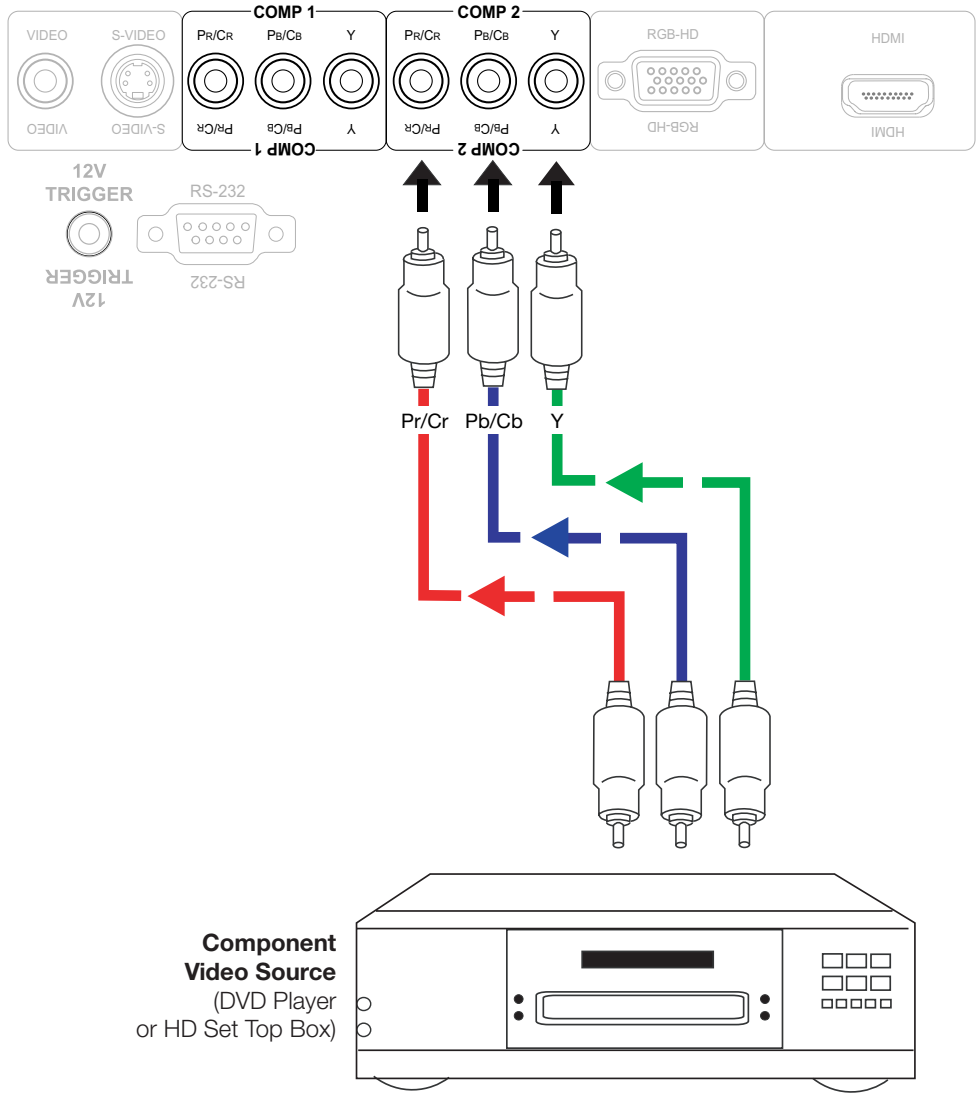 COMP 1
COMP 2
VIDEO
S-VIDEO
PR/CR
PB/CB
Y
PR/CR
PB/CB
Y
RGB-HD
HDMI
VIDEO
S-VIDEO
PR/CR
PB/CB
Y
PR/CR
PB/CB
Y
RGB-HD
HDMI
COMP 1
COMP 2
12V
TRIGGER
RS-232
TRIGGER
12V
RS-232
Pr/Cr
Pb/Cb
Y
Component
Video Source
(DVD Player
or HD Set Top Box)